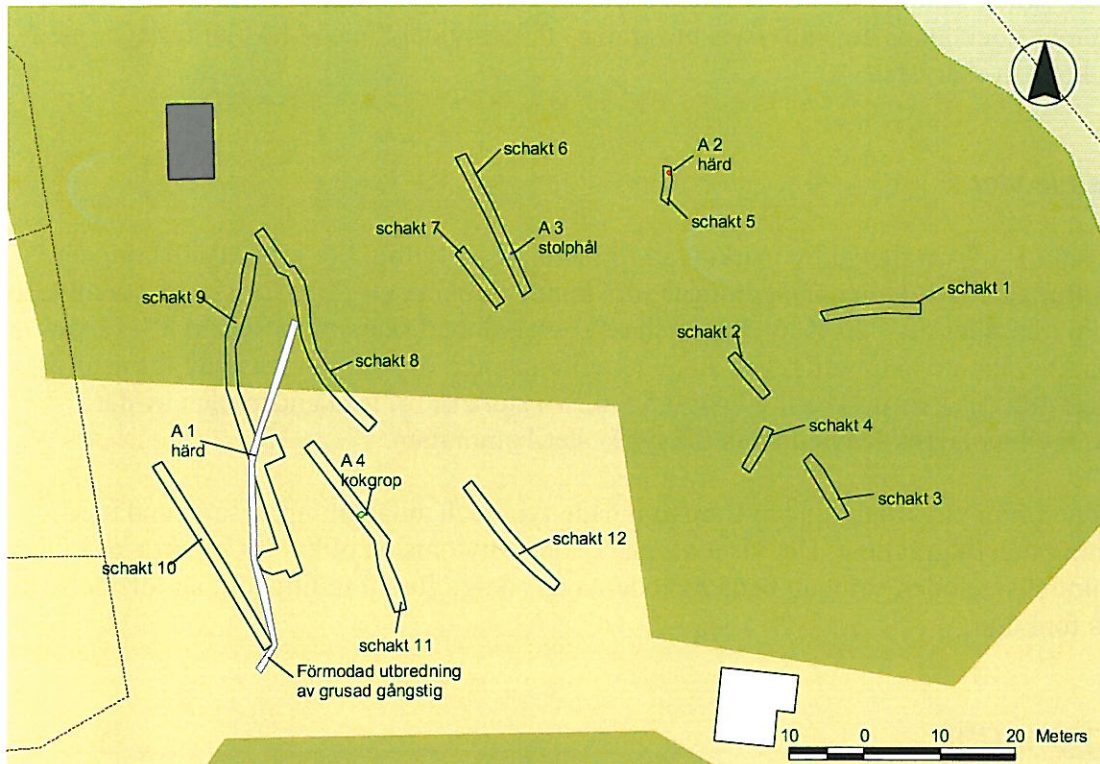 schakt 6
A 2
härd
schakt 5
schakt 7
A 3
stolphål
schakt 9
schakt 1
schakt 2
schakt 8
schakt 4
A 1
härd
A 4
kokgrop
schakt 3
schakt 12
schakt 10
schakt 11
Förmodad utbredning
av grusad gångstig
10 0 10 20 Meters